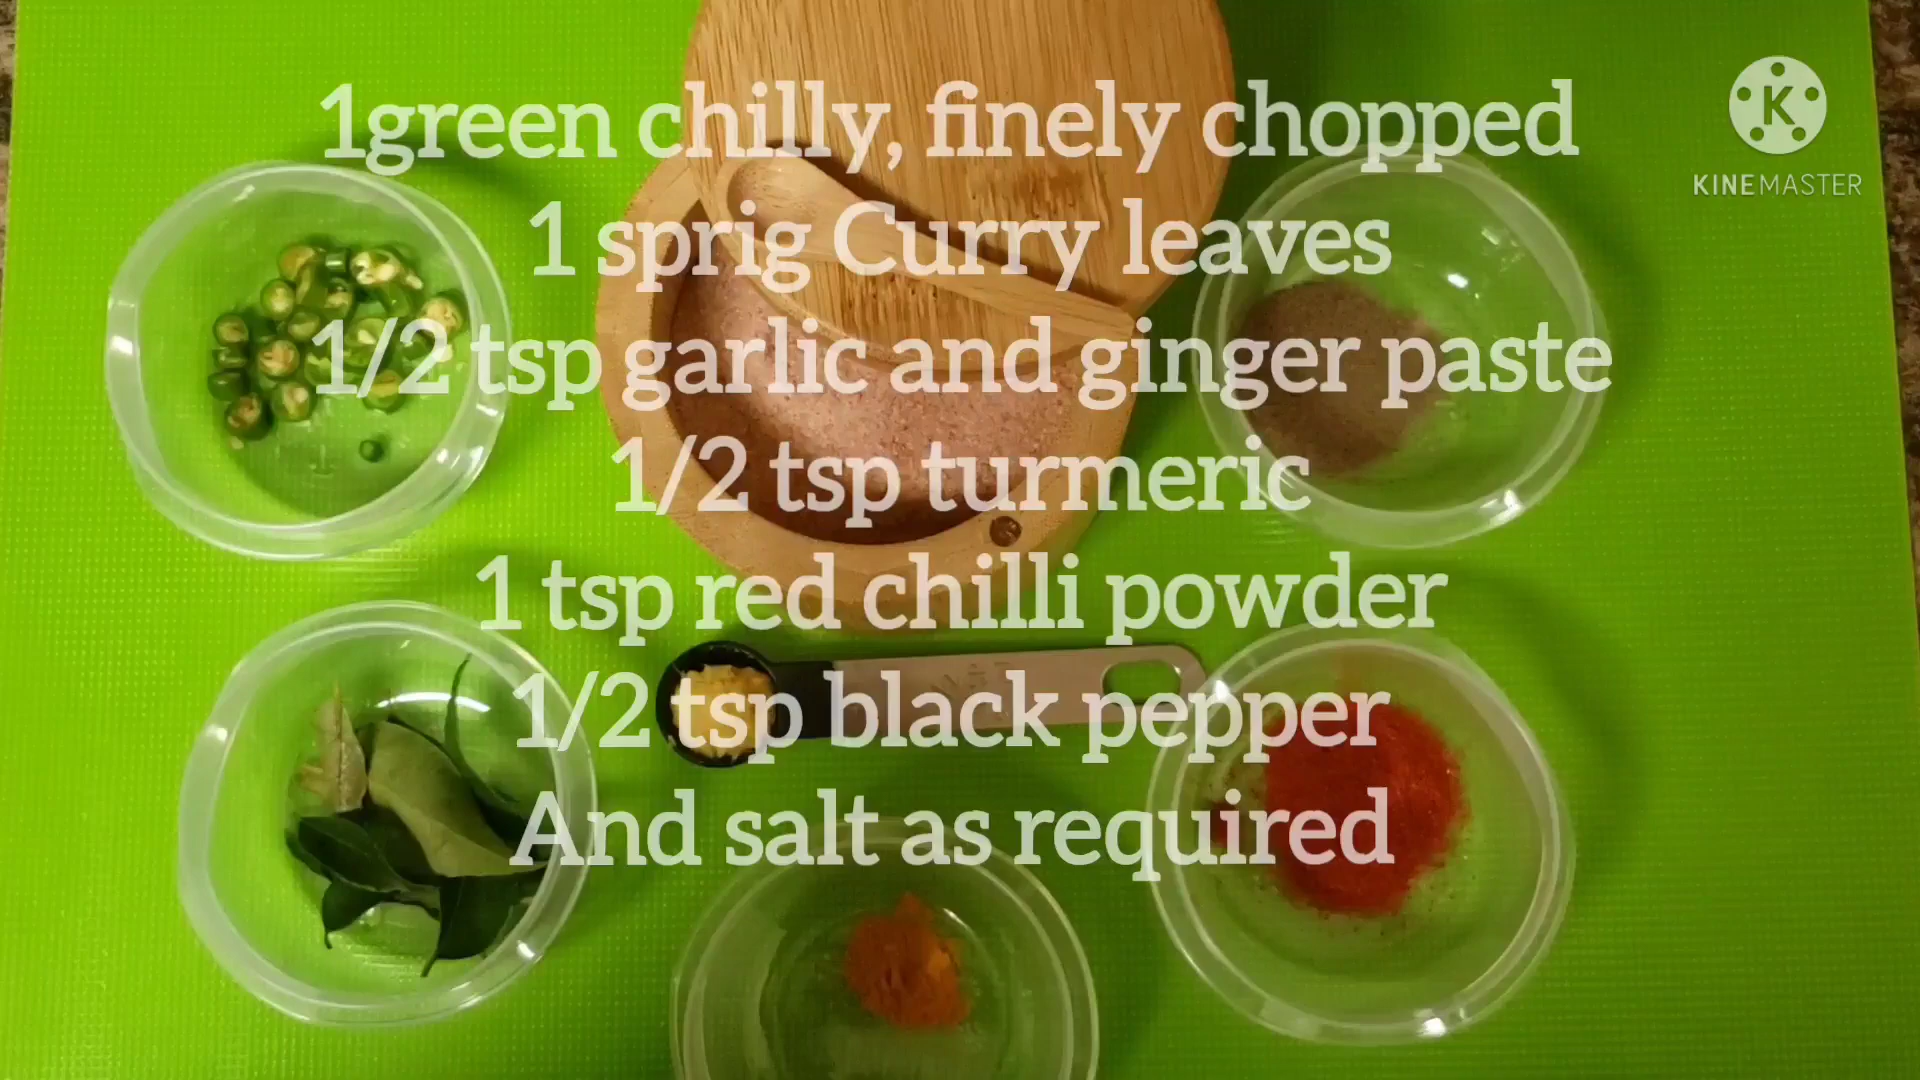 1green chilly, finely chopped
1 sprig Curry leaves
1/2 tsp garlic and ginger paste
1/2 tsp turmeric
1 tsp red chilli powder
1/2 tsp black pepper
And salt as required
K
KINEMASTER